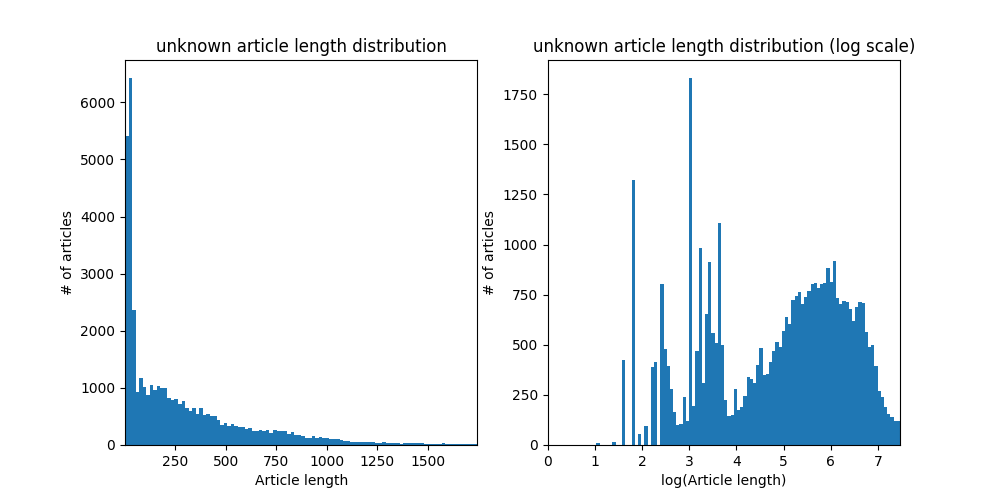 unknown article length distribution
# of articles
6000
5000
4000
3000
2000
1000
0
250 500 750 1000 1250 1500
Article length
unknown article length distribution (log scale)
# of articles
1750
1500
1250
1000
750
500
250
0
0 1 2 3 4 5 6 7
log(Article length)